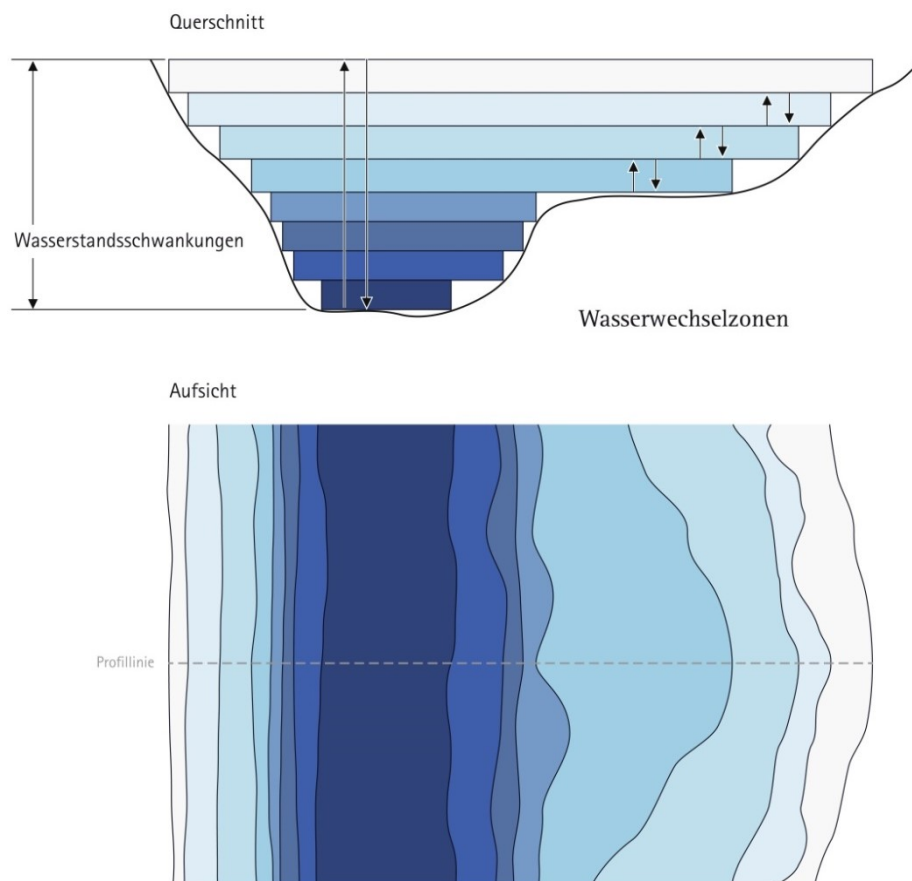 Querschnitt
Wasserstandsschwankungen
Wasserwechselzonen
Aufsicht
Profillinie